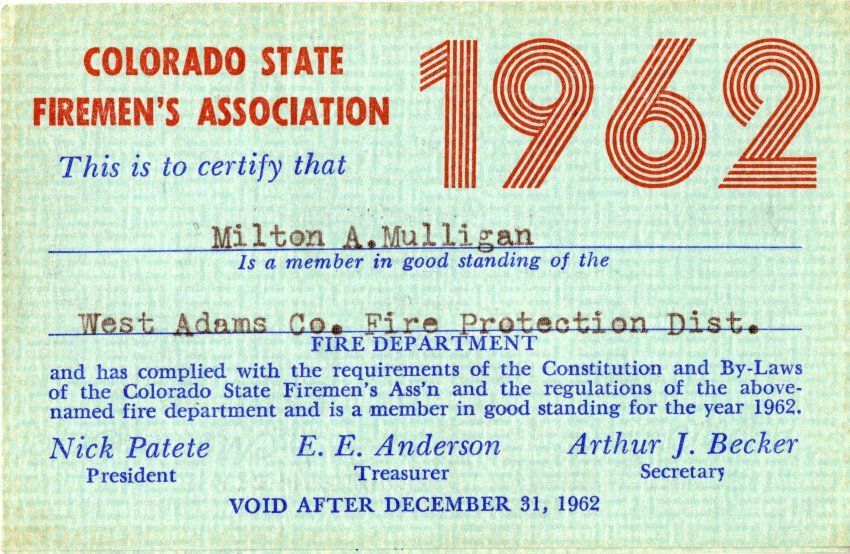 COLORADO STATE
FIREMEN'S ASSOCIATION
1962
This is to certify that
Milton A.Mulligan
Is a member in good standing of the
West Adams Co. Fire Protection Dist.
FIRE DEPARTMENT
and has complied with the requirements of the Constitution and By-Laws
of the Colorado State Firemen's Ass'n and the regulations of the above-
named fire department and is a member in good standing for the year 1962.
Nick Patete E. E. Anderson Arthur J. Becker
President Treasurer Secretary
VOID AFTER DECEMBER 31, 1962